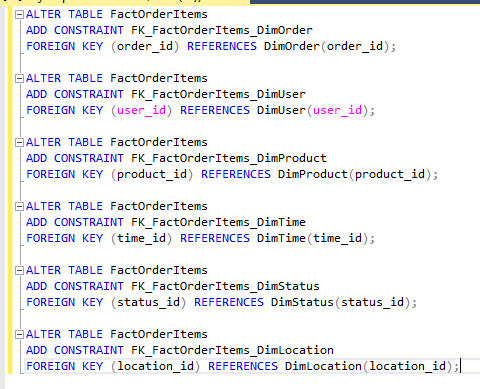 ALTER TABLE FactOrderItems
ADD CONSTRAINT FK_FactOrderItems_DimOrder
FOREIGN KEY (order_id) REFERENCES DimOrder(order_id);
ALTER TABLE FactOrderItems
ADD CONSTRAINT FK_FactOrderItems_DimUser
FOREIGN KEY (user_id) REFERENCES DimUser(user_id);
ALTER TABLE FactOrderItems
ADD CONSTRAINT FK_FactOrderItems_DimProduct
FOREIGN KEY (product_id) REFERENCES DimProduct(product_id);
ALTER TABLE FactOrderItems
ADD CONSTRAINT FK_FactOrderItems_DimTime
FOREIGN KEY (time_id) REFERENCES DimTime(time_id);
ALTER TABLE FactOrderItems
ADD CONSTRAINT FK_FactOrderItems_DimStatus
FOREIGN KEY (status_id) REFERENCES DimStatus(status_id);
ALTER TABLE FactOrderItems
ADD CONSTRAINT FK_FactOrderItems_DimLocation
FOREIGN KEY (location_id) REFERENCES DimLocation(location_id);